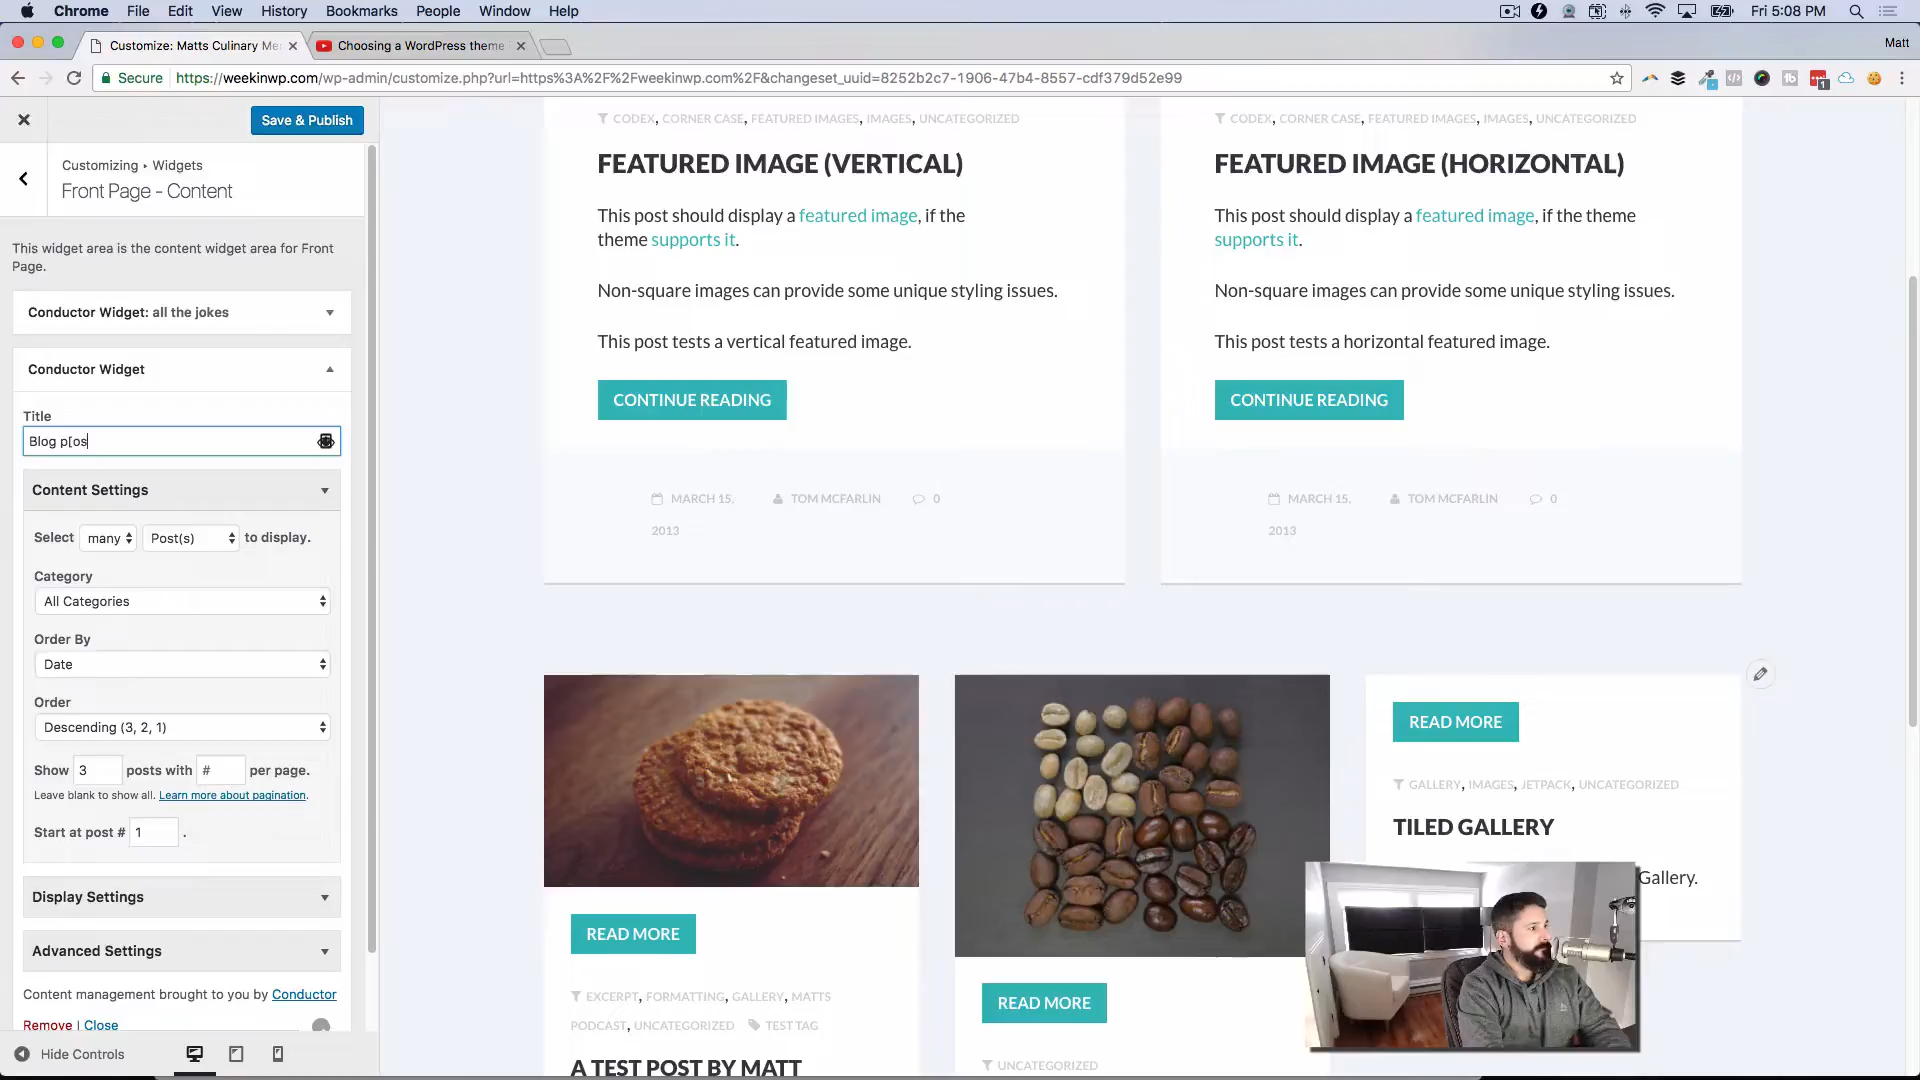 Chrome File Edit View History Bookmarks People Window Help Fri 5:08 PM
Customize: Matts Culinary Me
Choosing a WordPress theme
Matt
Secure https://weekinwp.com/wp-admin/customize.php?url=https%3A%2F%2Fweekinwp.com%2F&changeset_uuid=8252b2c7-1906-47b4-8557-cdf379d52e99
Save & Publish
Customizing ▸ Widgets
Front Page - Content
This widget area is the content widget area for Front
Page.
Conductor Widget: all the jokes
Conductor Widget
Title
Blog p[os
Content Settings
Select many Post(s) to display.
Category
All Categories
Order By
Date
Order
Descending (3, 2, 1)
Show 3 posts with # per page.
Leave blank to show all. Learn more about pagination.
Start at post # 1 .
Display Settings
Advanced Settings
Content management brought to you by Conductor
Remove | Close
Hide Controls
CODEX, CORNER CASE, FEATURED IMAGES, IMAGES, UNCATEGORIZED
FEATURED IMAGE (VERTICAL)
This post should display a featured image, if the
theme supports it.
Non-square images can provide some unique styling issues.
This post tests a vertical featured image.
CONTINUE READING
MARCH 15, TOM MCFARLIN 0
2013
CODEX, CORNER CASE, FEATURED IMAGES, IMAGES, UNCATEGORIZED
FEATURED IMAGE (HORIZONTAL)
This post should display a featured image, if the theme
supports it.
Non-square images can provide some unique styling issues.
This post tests a horizontal featured image.
CONTINUE READING
MARCH 15, TOM MCFARLIN 0
2013
READ MORE
EXCERPT, FORMATTING, GALLERY, MATTS
PODCAST, UNCATEGORIZED TEST TAG
A TEST POST BY MATT
READ MORE
UNCATEGORIZED
READ MORE
GALLERY, IMAGES, JETPACK, UNCATEGORIZED
TILED GALLERY
Gallery.